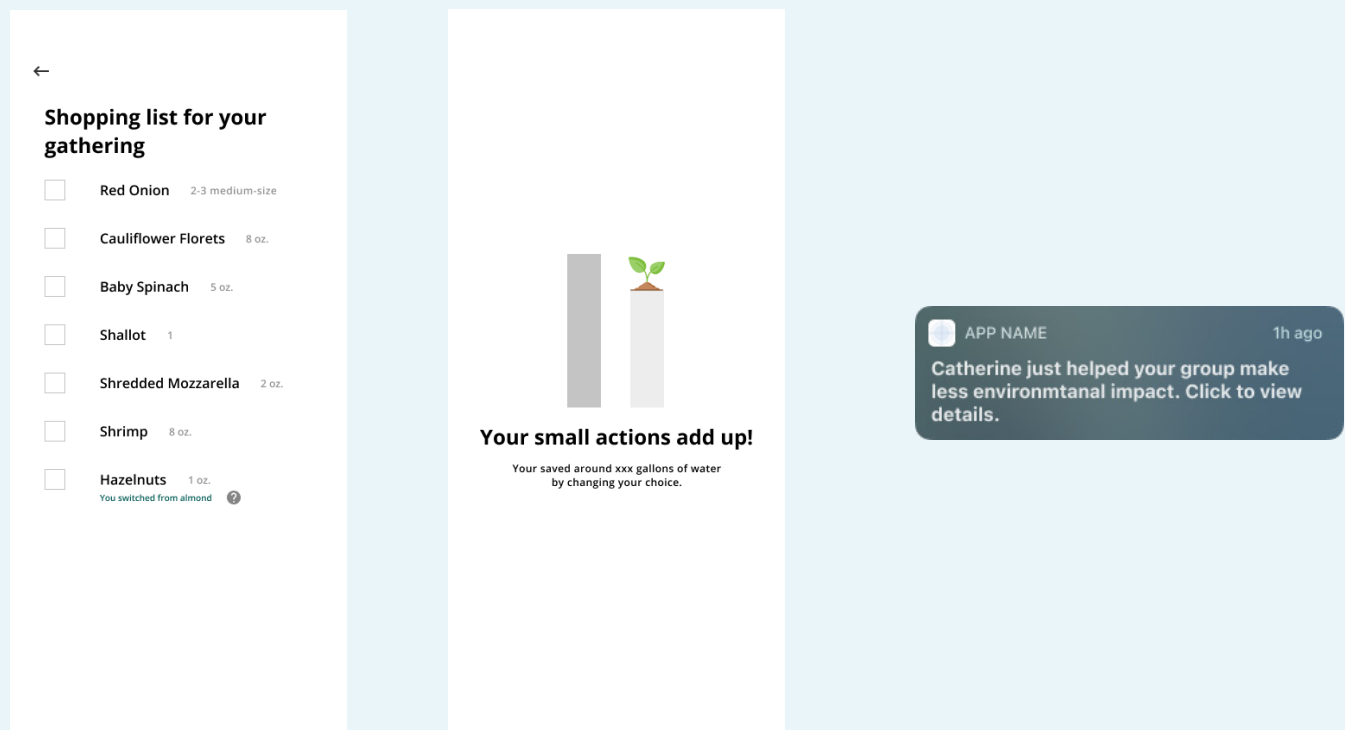 Shopping list for your
gathering
Red Onion 2-3 medium-size
Cauliflower Florets 8 oz.
Baby Spinach 5 oz.
Shallot 1
Shredded Mozzarella 2 oz.
Shrimp 8 oz.
Hazelnuts 1 oz.
You switched from almond ?
Your small actions add up!
Your saved around xxx gallons of water
by changing your choice.
APP NAME 1h ago
Catherine just helped your group make
less environmtanal impact. Click to view
details.